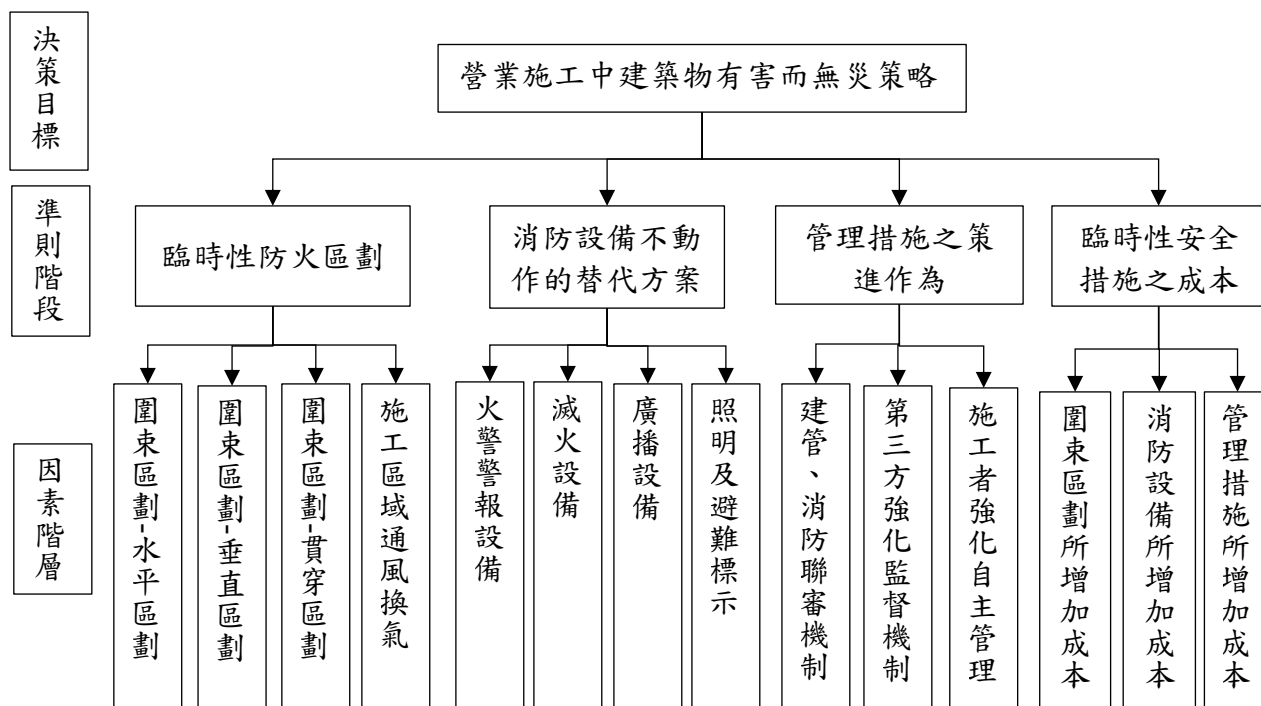 決策目標
營業施工中建築物有害而無災策略
準則階段
臨時性防火區劃
消防設備不動
作的替代方案
管理措施之策
進作為
臨時性安全
措施之成本
因素階層
圍束區劃-水平區劃
圍束區劃-垂直區劃
圍束區劃-貫穿區劃
施工區域通風換氣
火警警報設備
滅火設備
廣播設備
照明及避難標示
建管、消防聯審機制
第三方強化監督機制
施工者強化自主管理
圍束區劃所增加成本
消防設備所增加成本
管理措施所增加成本